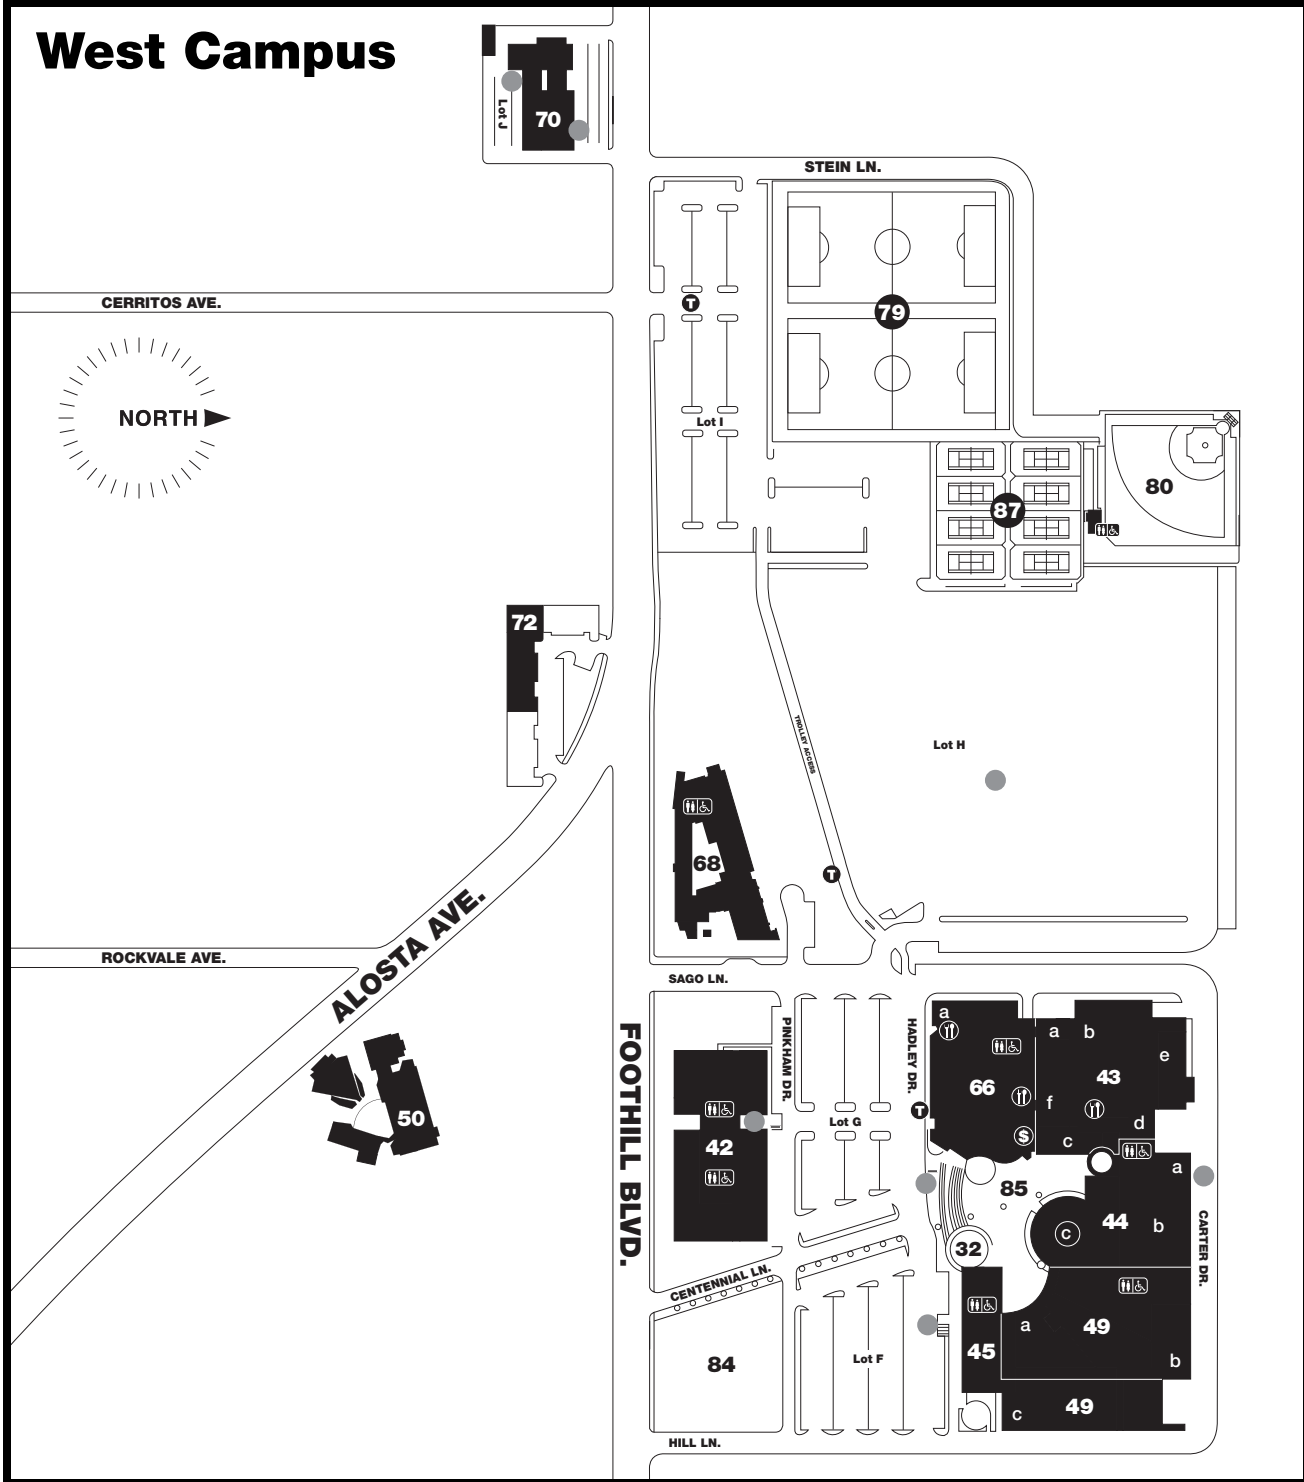 West Campus
Lot J
70
STEIN LN.
CERRITOS AVE.
T
79
NORTH
Lot I
80
87
72
TROLLEY ACCESS
Lot H
68
T
ALOSTA AVE.
ROCKVALE AVE.
SAGO LN.
FOOTHILL BLVD.
PINKHAM DR.
HADLEY DR.
a
a
b
e
66
43
f
T
Lot G
50
42
$
c
d
85
a
44
b
c
CARTER DR.
32
CENTENNIAL LN.
45
a
49
b
84
Lot F
c
49
HILL LN.